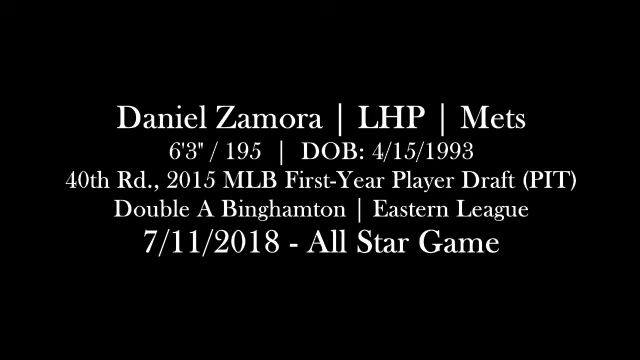 Daniel Zamora | LHP | Mets
6'3" / 195 | DOB: 4/15/1993
40th Rd., 2015 MLB First-Year Player Draft (PIT)
Double A Binghamton | Eastern League
7/11/2018 - All Star Game